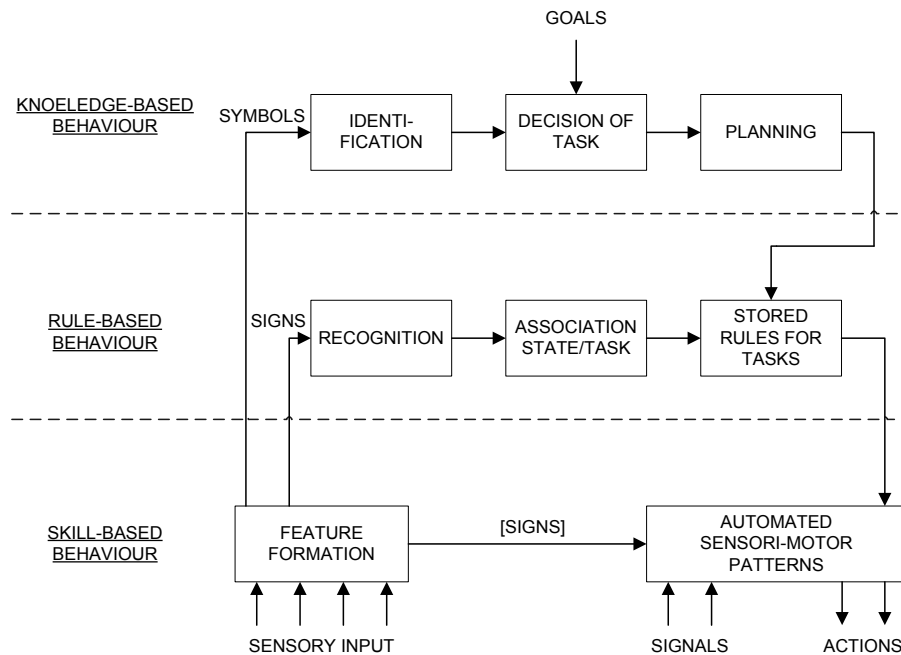 GOALS
KNOELEDGE-BASED
BEHAVIOUR
SYMBOLS
IDENTI-
FICATION
DECISION OF
TASK
PLANNING
RULE-BASED
BEHAVIOUR
SIGNS
RECOGNITION
ASSOCIATION
STATE/TASK
STORED
RULES FOR
TASKS
SKILL-BASED
BEHAVIOUR
FEATURE
FORMATION
[SIGNS]
AUTOMATED
SENSORI-MOTOR
PATTERNS
SENSORY INPUT
SIGNALS
ACTIONS